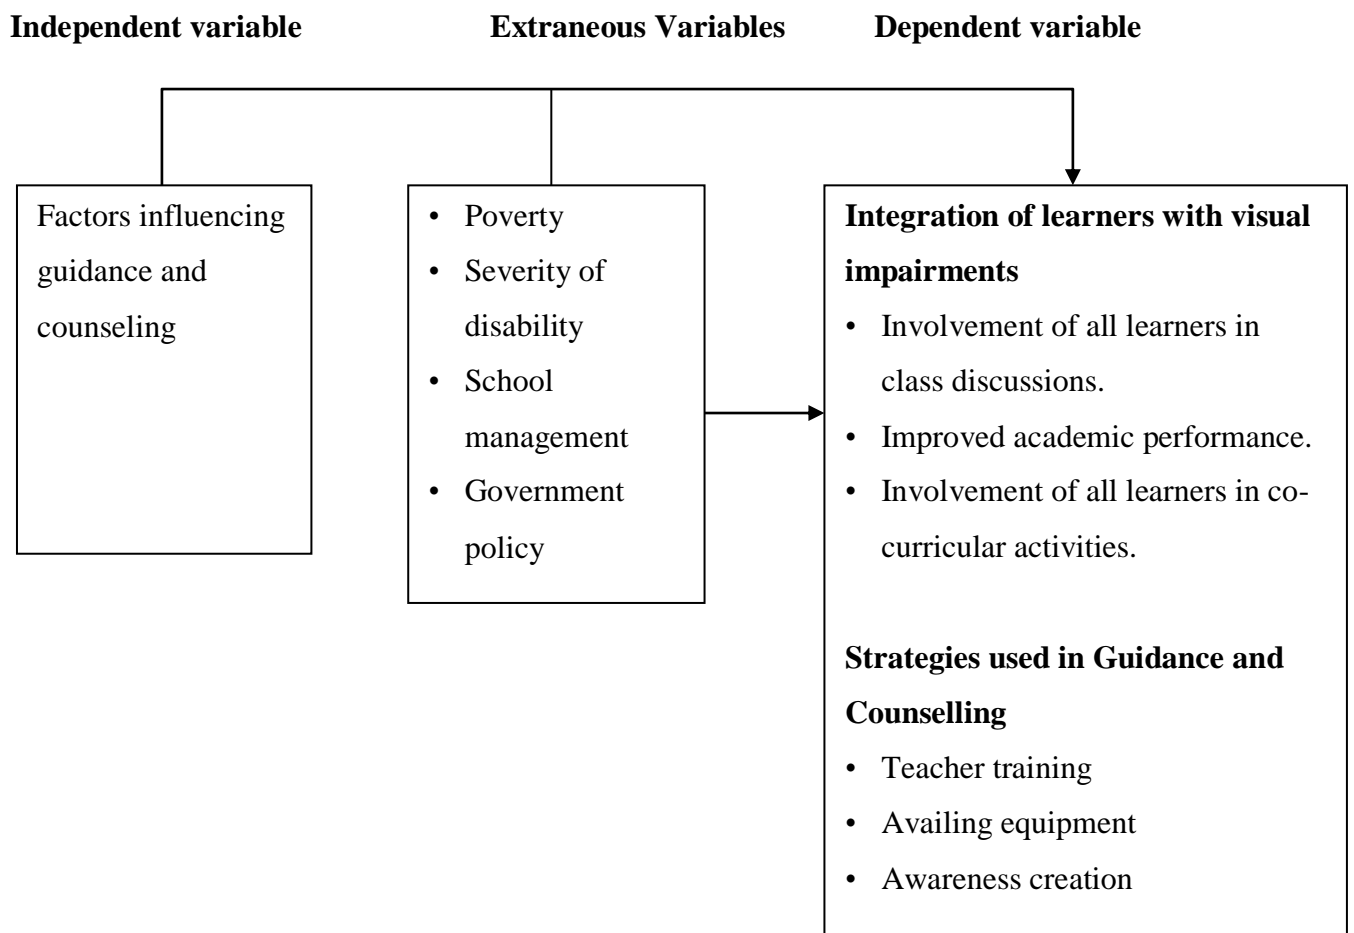 Independent variable
Extraneous Variables
Dependent variable
Factors influencing
guidance and
counseling
• Poverty
• Severity of
disability
• School
management
• Government
policy
Integration of learners with visual
impairments
• Involvement of all learners in
class discussions.
• Improved academic performance.
• Involvement of all learners in co-
curricular activities.
Strategies used in Guidance and
Counselling
• Teacher training
• Availing equipment
• Awareness creation